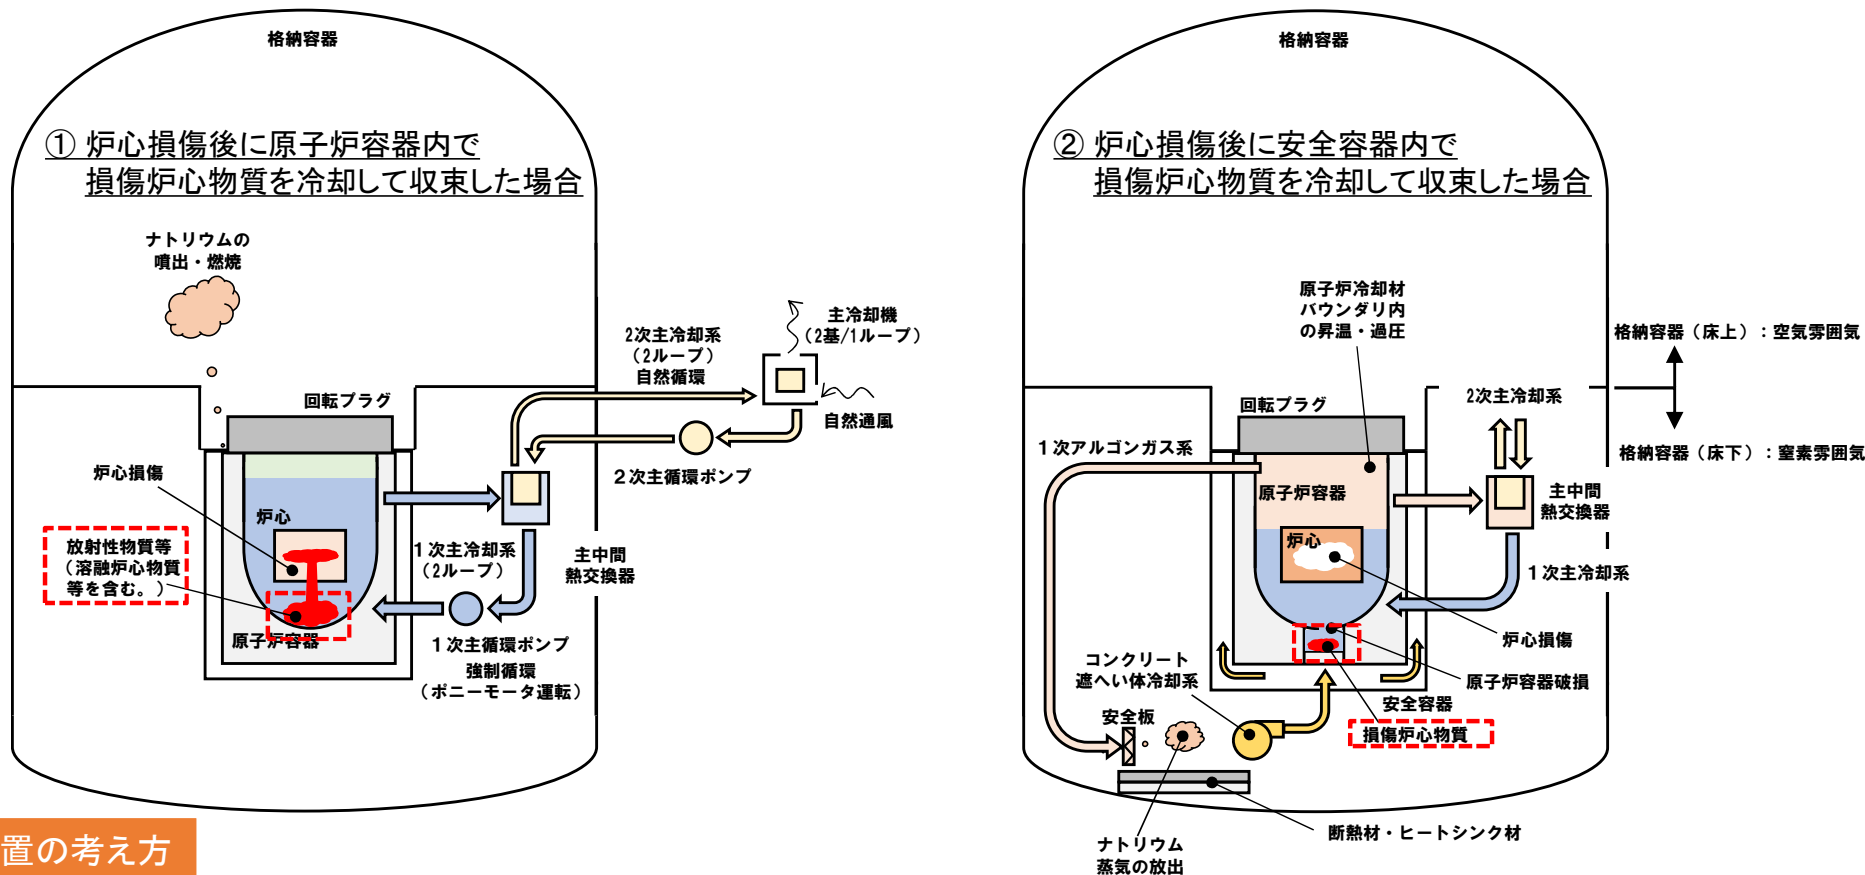 格納容器
① 炉心損傷後に原子炉容器内で
損傷炉心物質を冷却して収束した場合
ナトリウムの
噴出・燃焼
2次主冷却系
(2ループ)
自然循環
主冷却機
(2基/1ループ)
自然通風
回転プラグ
2次主循環ポンプ
炉心損傷
炉心
放射性物質等
(溶融炉心物質
等を含む。)
1次主冷却系
(2ループ)
主中間
熱交換器
原子炉容器
1次主循環ポンプ
強制循環
(ポニーモータ運転)
格納容器
② 炉心損傷後に安全容器内で
損傷炉心物質を冷却して収束した場合
原子炉冷却材
バウンダリ内
の昇温・過圧
格納容器(床上):空気雰囲気
格納容器(床下):窒素雰囲気
2次主冷却系
回転プラグ
1次アルゴンガス系
原子炉容器
主中間
熱交換器
炉心
1次主冷却系
炉心損傷
コンクリート
遮へい体冷却系
原子炉容器破損
安全容器
損傷炉心物質
安全板
断熱材・ヒートシンク材
ナトリウム
蒸気の放出
置の考え方